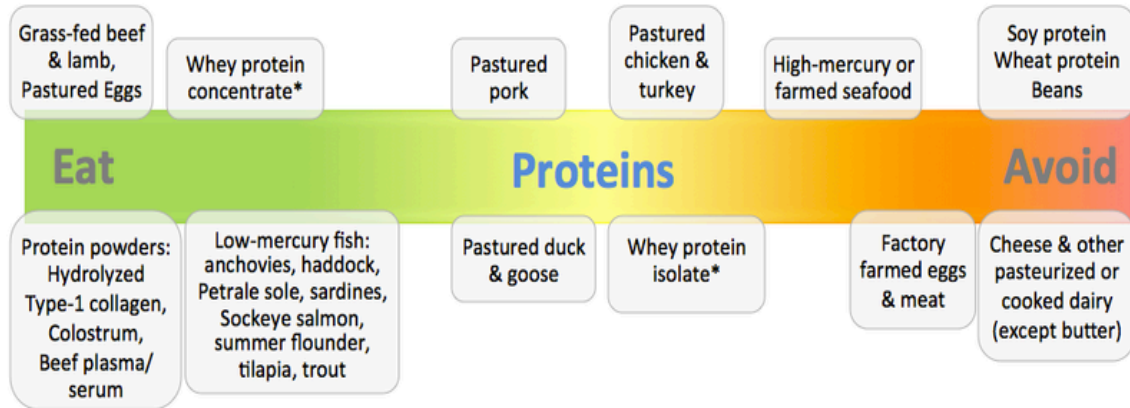 Grass-fed beef
& lamb,
Pastured Eggs
Whey protein
concentrate*
Pastured
pork
Pastured
chicken &
turkey
High-mercury or
farmed seafood
Soy protein
Wheat protein
Beans
Eat
Proteins
Avoid
Protein powders:
Hydrolyzed
Type-1 collagen,
Colostrum,
Beef plasma/
serum
Low-mercury fish:
anchovies, haddock,
Petrale sole, sardines,
Sockeye salmon,
summer flounder,
tilapia, trout
Pastured duck
& goose
Whey protein
isolate*
Factory
farmed eggs
& meat
Cheese & other
pasteurized or
cooked dairy
(except butter)